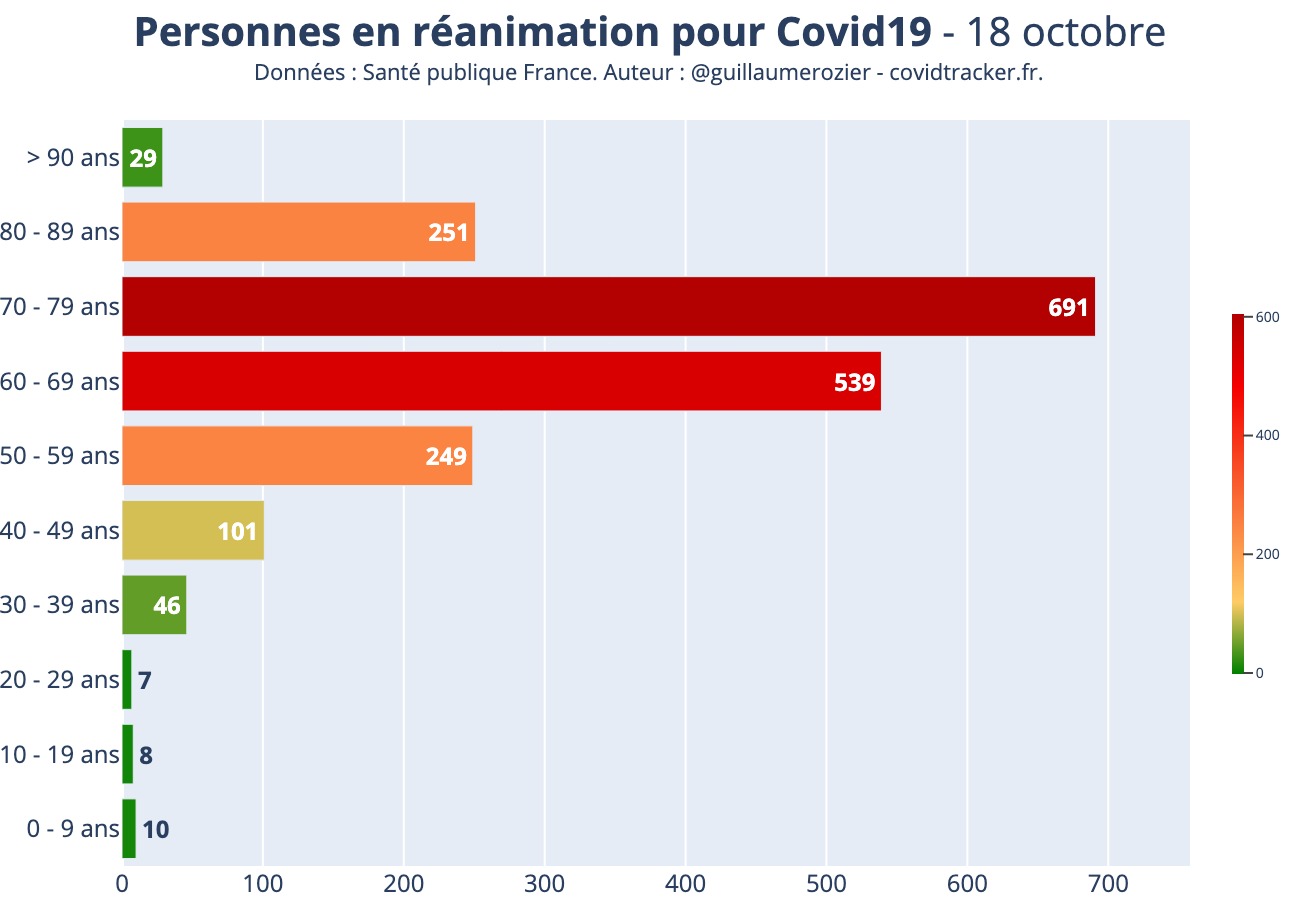 Personnes en réanimation pour Covid19 - 18 octobre
Données : Santé publique France. Auteur : @guillaumerozier - covidtracker.fr.
> 90 ans 29
80 - 89 ans 251
70 - 79 ans 691
60 - 69 ans 539
50 - 59 ans 249
40 - 49 ans 101
30 - 39 ans 46
20 - 29 ans 7
10 - 19 ans 8
0 - 9 ans 10
0 100 200 300 400 500 600 700
600
400
200
0